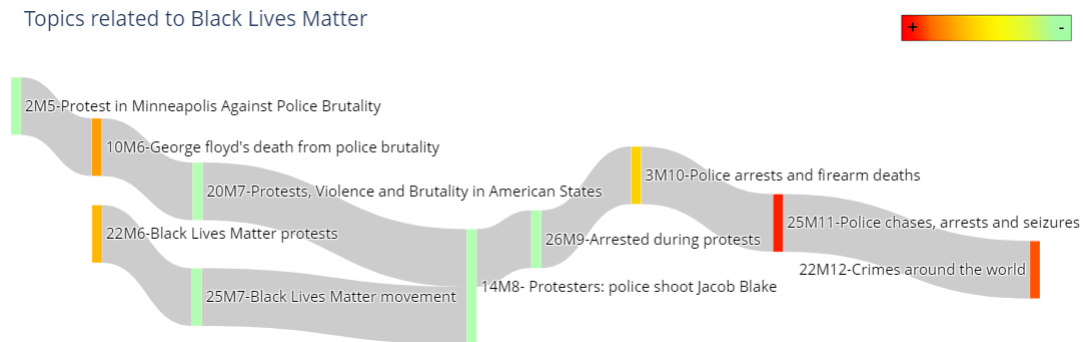 Topics related to Black Lives Matter
+ -
2M5-Protest in Minneapolis Against Police Brutality
10M6-George floyd's death from police brutality
3M10-Police arrests and firearm deaths
20M7-Protests, Violence and Brutality in American States
25M11-Police chases, arrests and seizures
22M6-Black Lives Matter protests
26M9-Arrested during protests
22M12-Crimes around the world
14M8- Protesters: police shoot Jacob Blake
25M7-Black Lives Matter movement